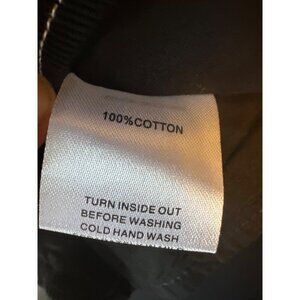 100%COTTON
TURN INSIDE OUT
BEFORE WASHING
COLD HAND WASH